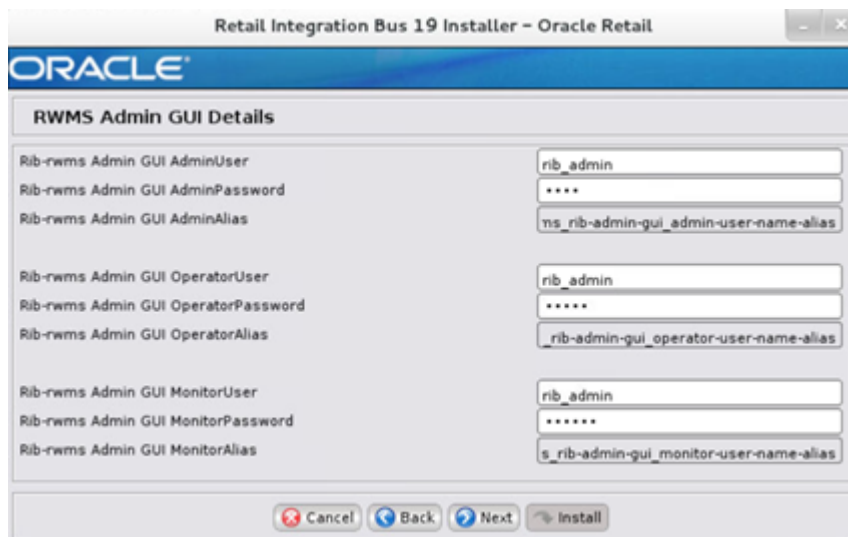 Retail Integration Bus 19 Installer – Oracle Retail
ORACLE
RWMS Admin GUI Details
Rib-rwms Admin GUI AdminUser rib_admin
Rib-rwms Admin GUI AdminPassword ••••
Rib-rwms Admin GUI AdminAlias ns_rib-admin-gui_admin-user-name-alias
Rib-rwms Admin GUI OperatorUser rib_admin
Rib-rwms Admin GUI OperatorPassword •••••
Rib-rwms Admin GUI OperatorAlias _rib-admin-gui_operator-user-name-alias
Rib-rwms Admin GUI MonitorUser rib_admin
Rib-rwms Admin GUI MonitorPassword ••••••
Rib-rwms Admin GUI MonitorAlias s_rib-admin-gui_monitor-user-name-alias
Cancel Back Next Install